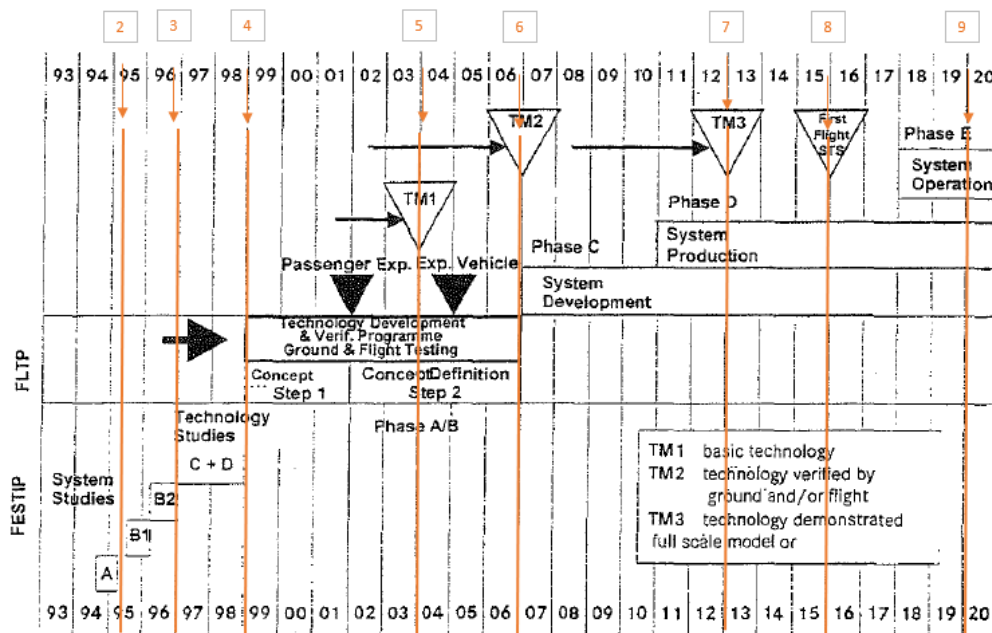 2 3 4 5 6 7 8 9
93 94 95 96 97 98 99 00 01 02 03 04 05 06 07 08 09 10 11 12 13 14 15 16 17 18 19 20
TM2
TM3
First
Flight
STS
Phase E
System
Operation
TM1
Phase D
Phase C
System
Production
Passenger Exp. Exp. Vehicle
System
Development
FLTP
Technology Development
& Verif. Programme
Ground & Flight Testing
Concept
Step 1
Concept Definition
Step 2
FESTIP
Technology
Studies
Phase A/B
C + D
System
Studies
B2
B1
A
TM1 basic technology
TM2 technology verified by
ground and/or flight
TM3 technology demonstrated
full scale model or
93 94 95 96 97 98 99 00 01 02 03 04 05 06 07 08 09 10 11 12 13 14 15 16 17 18 19 20